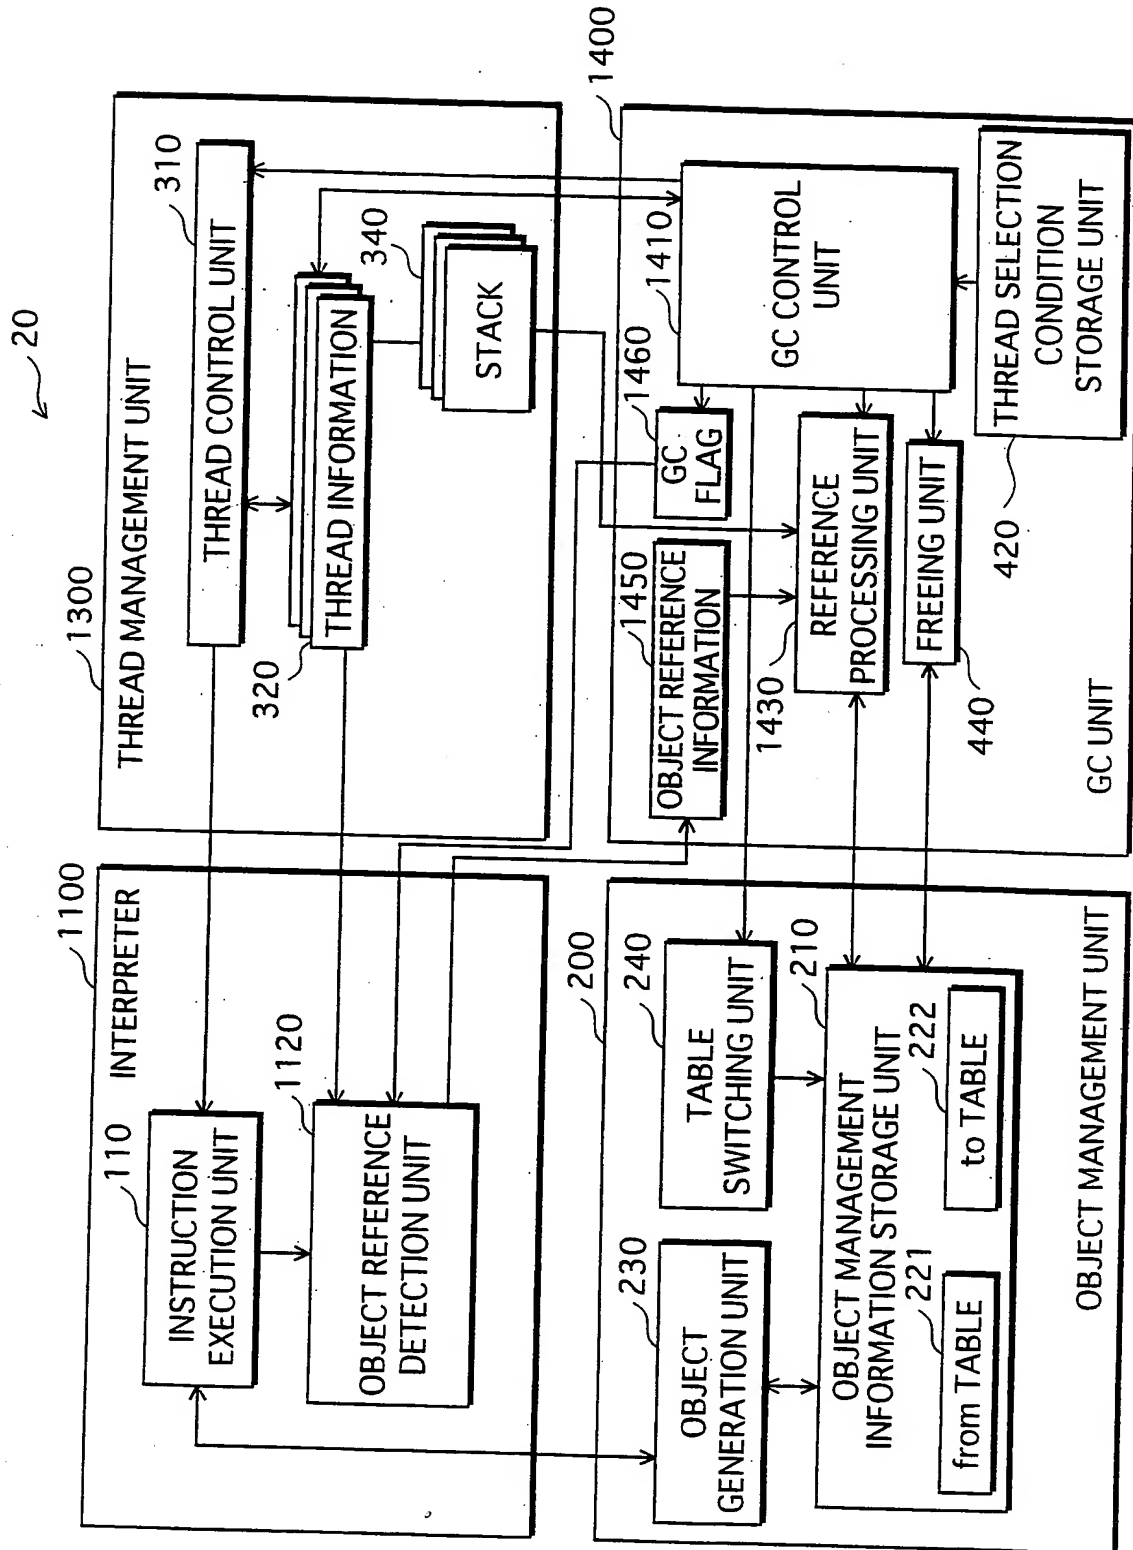 20
1100
INTERPRETER
110
INSTRUCTION
EXECUTION UNIT
1120
OBJECT REFERENCE
DETECTION UNIT
1300
THREAD MANAGEMENT UNIT
310
THREAD CONTROL UNIT
320
THREAD INFORMATION
340
STACK
200
230
OBJECT
GENERATION UNIT
240
TABLE
SWITCHING UNIT
210
OBJECT MANAGEMENT
INFORMATION STORAGE UNIT
221
from TABLE
222
to TABLE
OBJECT MANAGEMENT UNIT
1400
1450
OBJECT REFERENCE
INFORMATION
1460
GC
FLAG
1410
GC CONTROL
UNIT
1430
REFERENCE
PROCESSING UNIT
440
FREEING UNIT
420
THREAD SELECTION
CONDITION
STORAGE UNIT
GC UNIT